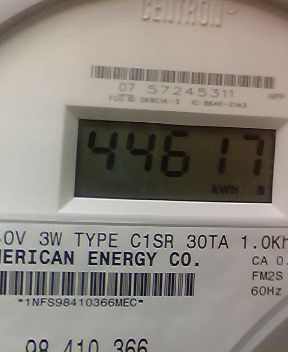 CENTRON®
07 57245311
44617
kWh
0V 3W TYPE C1SR 30TA 1.0Kh
ERICAN ENERGY CO.
CA 0.
FM2S
60Hz
*1NFS98410366MEC*
98 410 366